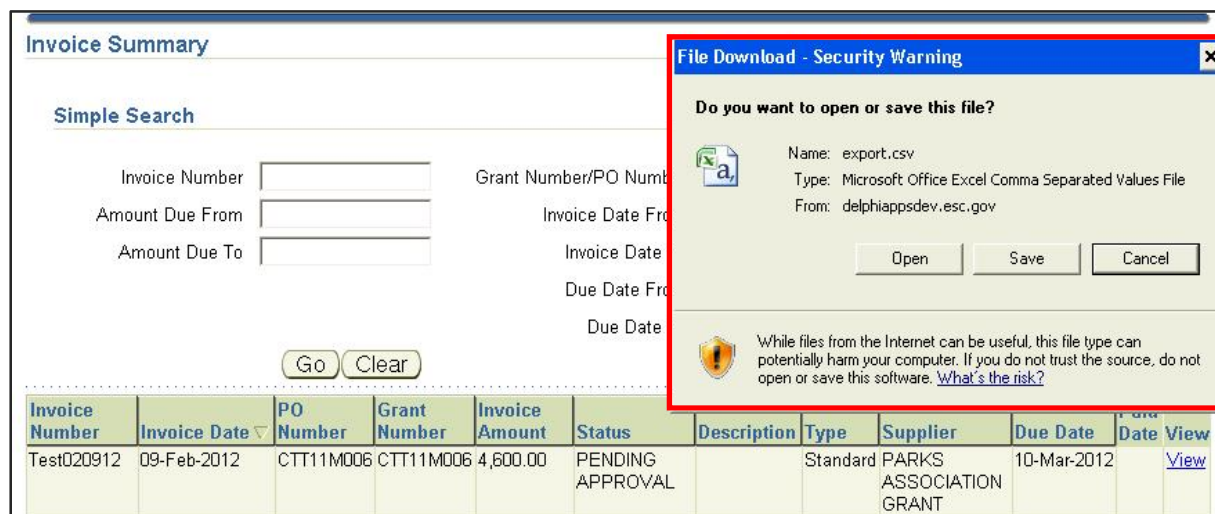 Invoice Summary
Simple Search
Invoice Number
Amount Due From
Amount Due To
Grant Number/PO Numb
Invoice Date Fro
Invoice Date
Due Date Fro
Due Date
Go Clear
File Download - Security Warning
Do you want to open or save this file?
Name: export.csv
Type: Microsoft Office Excel Comma Separated Values File
From: delphiappsdev.esc.gov
Open Save Cancel
While files from the Internet can be useful, this file type can
potentially harm your computer. If you do not trust the source, do not
open or save this software. What's the risk?
Invoice PO Grant Invoice Paid
Number Invoice Date Number Number Amount Status Description Type Supplier Due Date Date View
Test020912 09-Feb-2012 CTT11M006 CTT11M006 4,600.00 PENDING Standard PARKS 10-Mar-2012 View
APPROVAL ASSOCIATION
GRANT